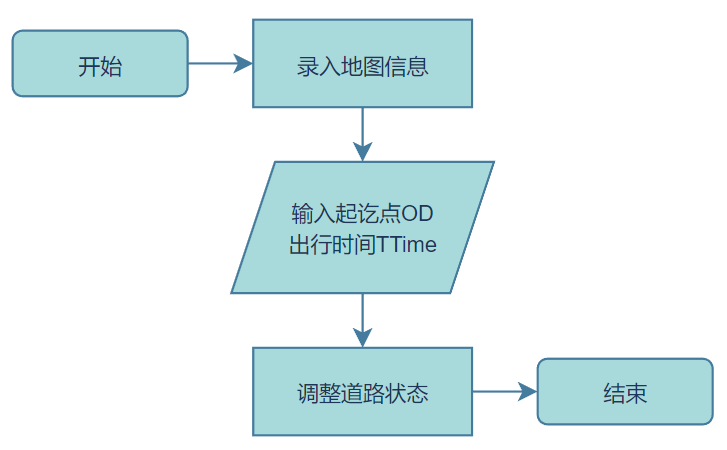 开始
录入地图信息
输入起讫点OD
出行时间TTime
调整道路状态
结束